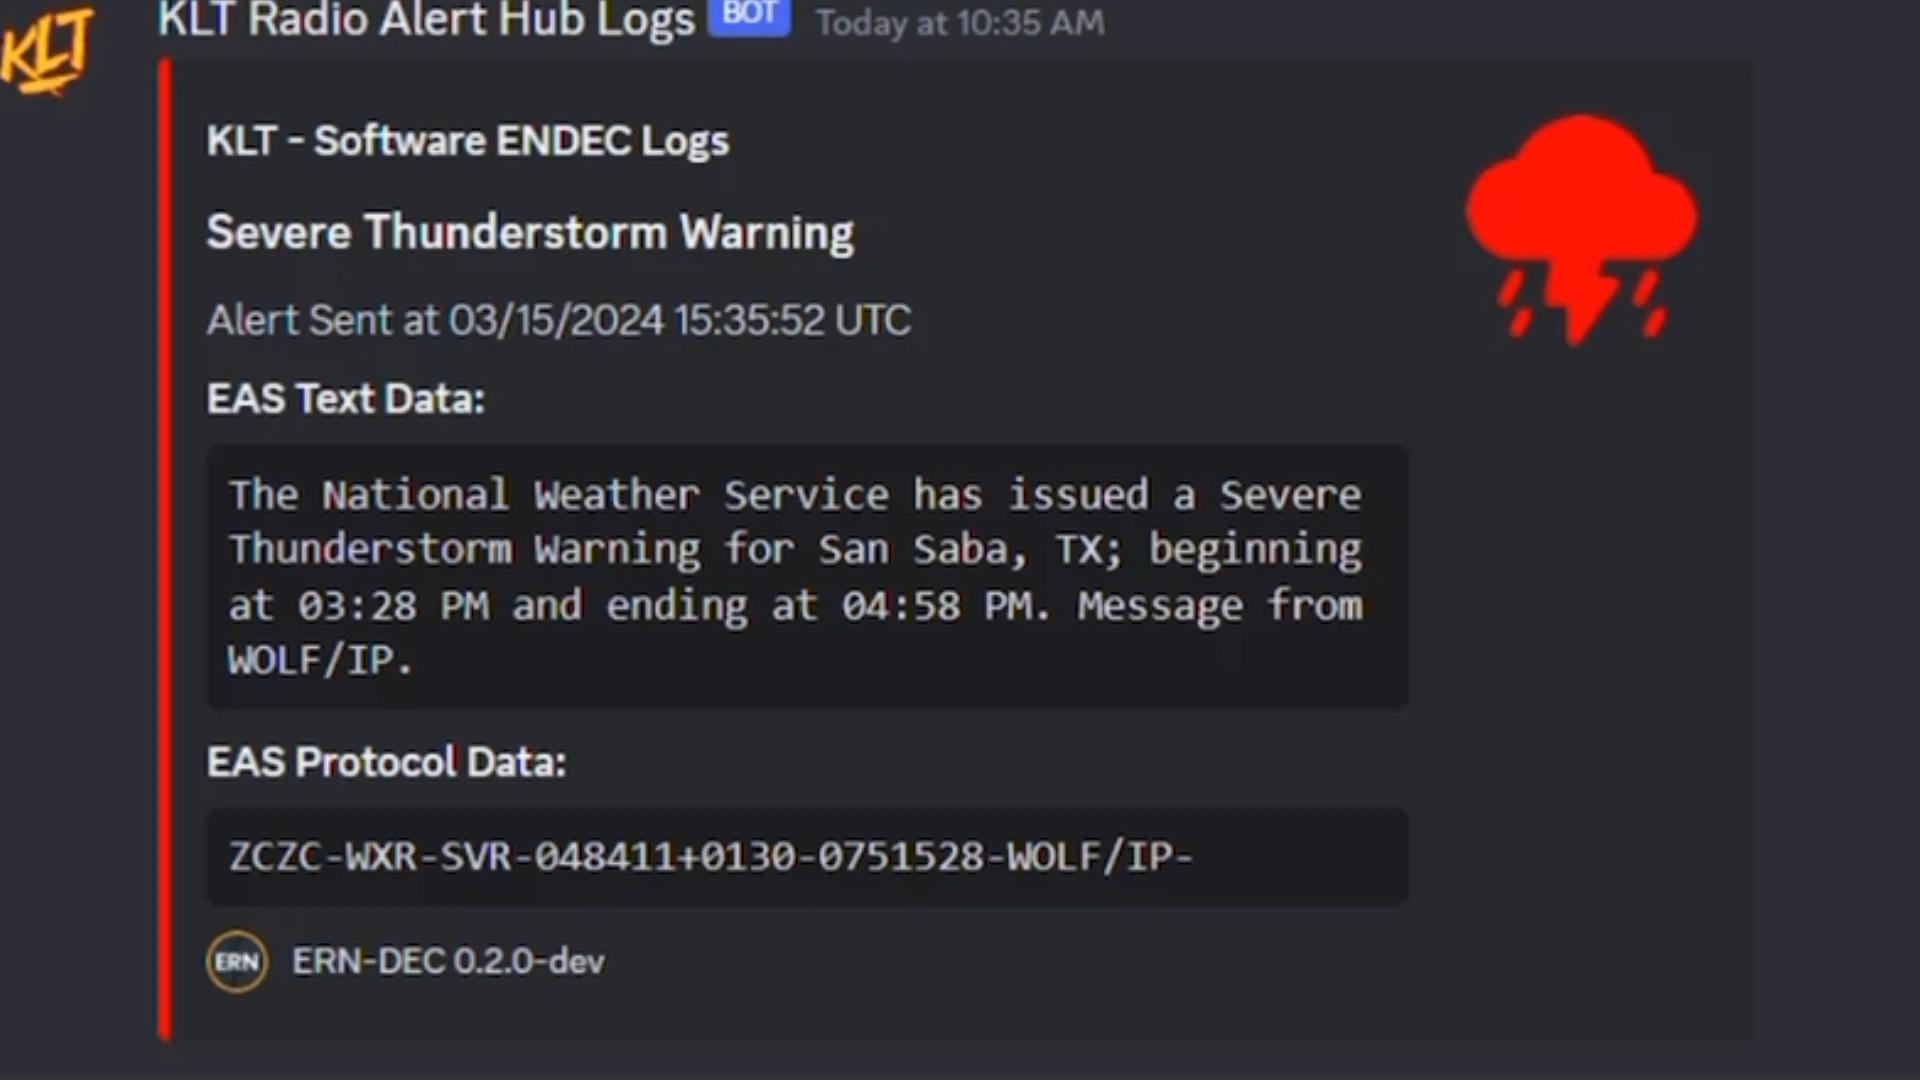 KLT
KLT Radio Alert Hub Logs BOT Today at 10:35 AM
KLT - Software ENDEC Logs
Severe Thunderstorm Warning
Alert Sent at 03/15/2024 15:35:52 UTC
EAS Text Data:
The National Weather Service has issued a Severe
Thunderstorm Warning for San Saba, TX; beginning
at 03:28 PM and ending at 04:58 PM. Message from
WOLF/IP.
EAS Protocol Data:
ZCZC-WXR-SVR-048411+0130-0751528-WOLF/IP-
ERN ERN-DEC 0.2.0-dev